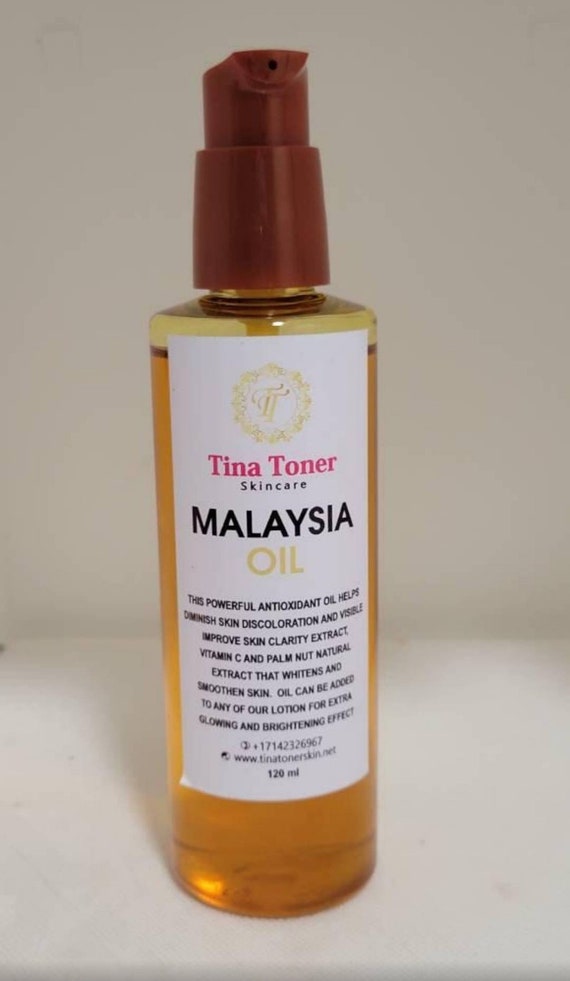 TT
Tina Toner
Skincare
MALAYSIA
OIL
THIS POWERFUL ANTIOXIDANT OIL HELPS
DIMINISH SKIN DISCOLORATION AND VISIBLE
IMPROVE SKIN CLARITY EXTRACT,
VITAMIN C AND PALM NUT NATURAL
EXTRACT THAT WHITENS AND
SMOOTHEN SKIN. OIL CAN BE ADDED
TO ANY OF OUR LOTION FOR EXTRA
GLOWING AND BRIGHTENING EFFECT
+17142326967
www.tinatonerskin.net
120 ml